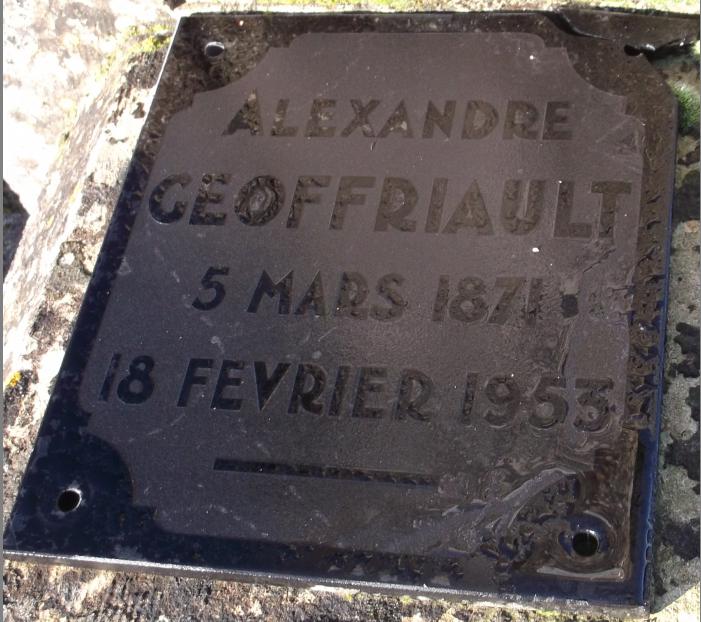 ALEXANDRE
GEOFFRIAULT
5 MARS 1871
18 FEVRIER 1953